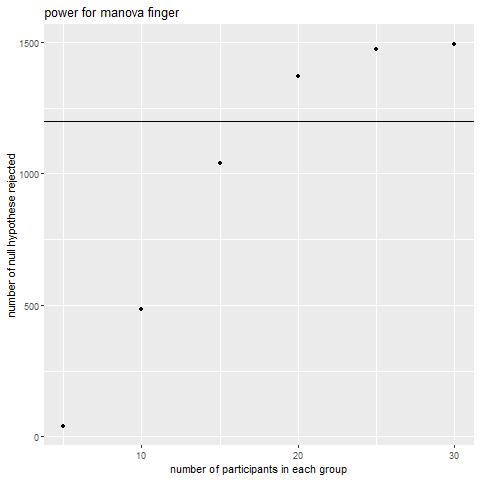 power for manova finger
1500
1000
500
0
number of null hypothese rejected
10 20 30
number of participants in each group